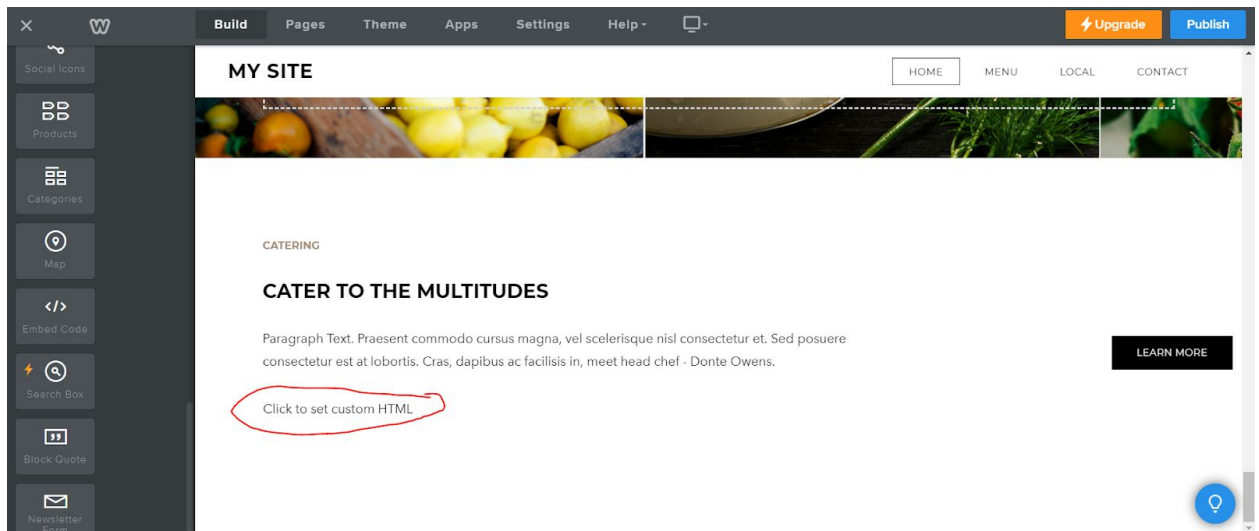 Build Pages Theme Apps Settings Help Upgrade Publish
Social Icons
Products
Categories
Map
</>
Embed Code
Search Box
Block Quote
Newsletter
Form
MY SITE
HOME MENU LOCAL CONTACT
CATERING
CATER TO THE MULTITUDES
Paragraph Text. Praesent commodo cursus magna, vel scelerisque nisl consectetur et. Sed posuere
consectetur est at lobortis. Cras, dapibus ac facilisis in, meet head chef - Donte Owens.
LEARN MORE
Click to set custom HTML